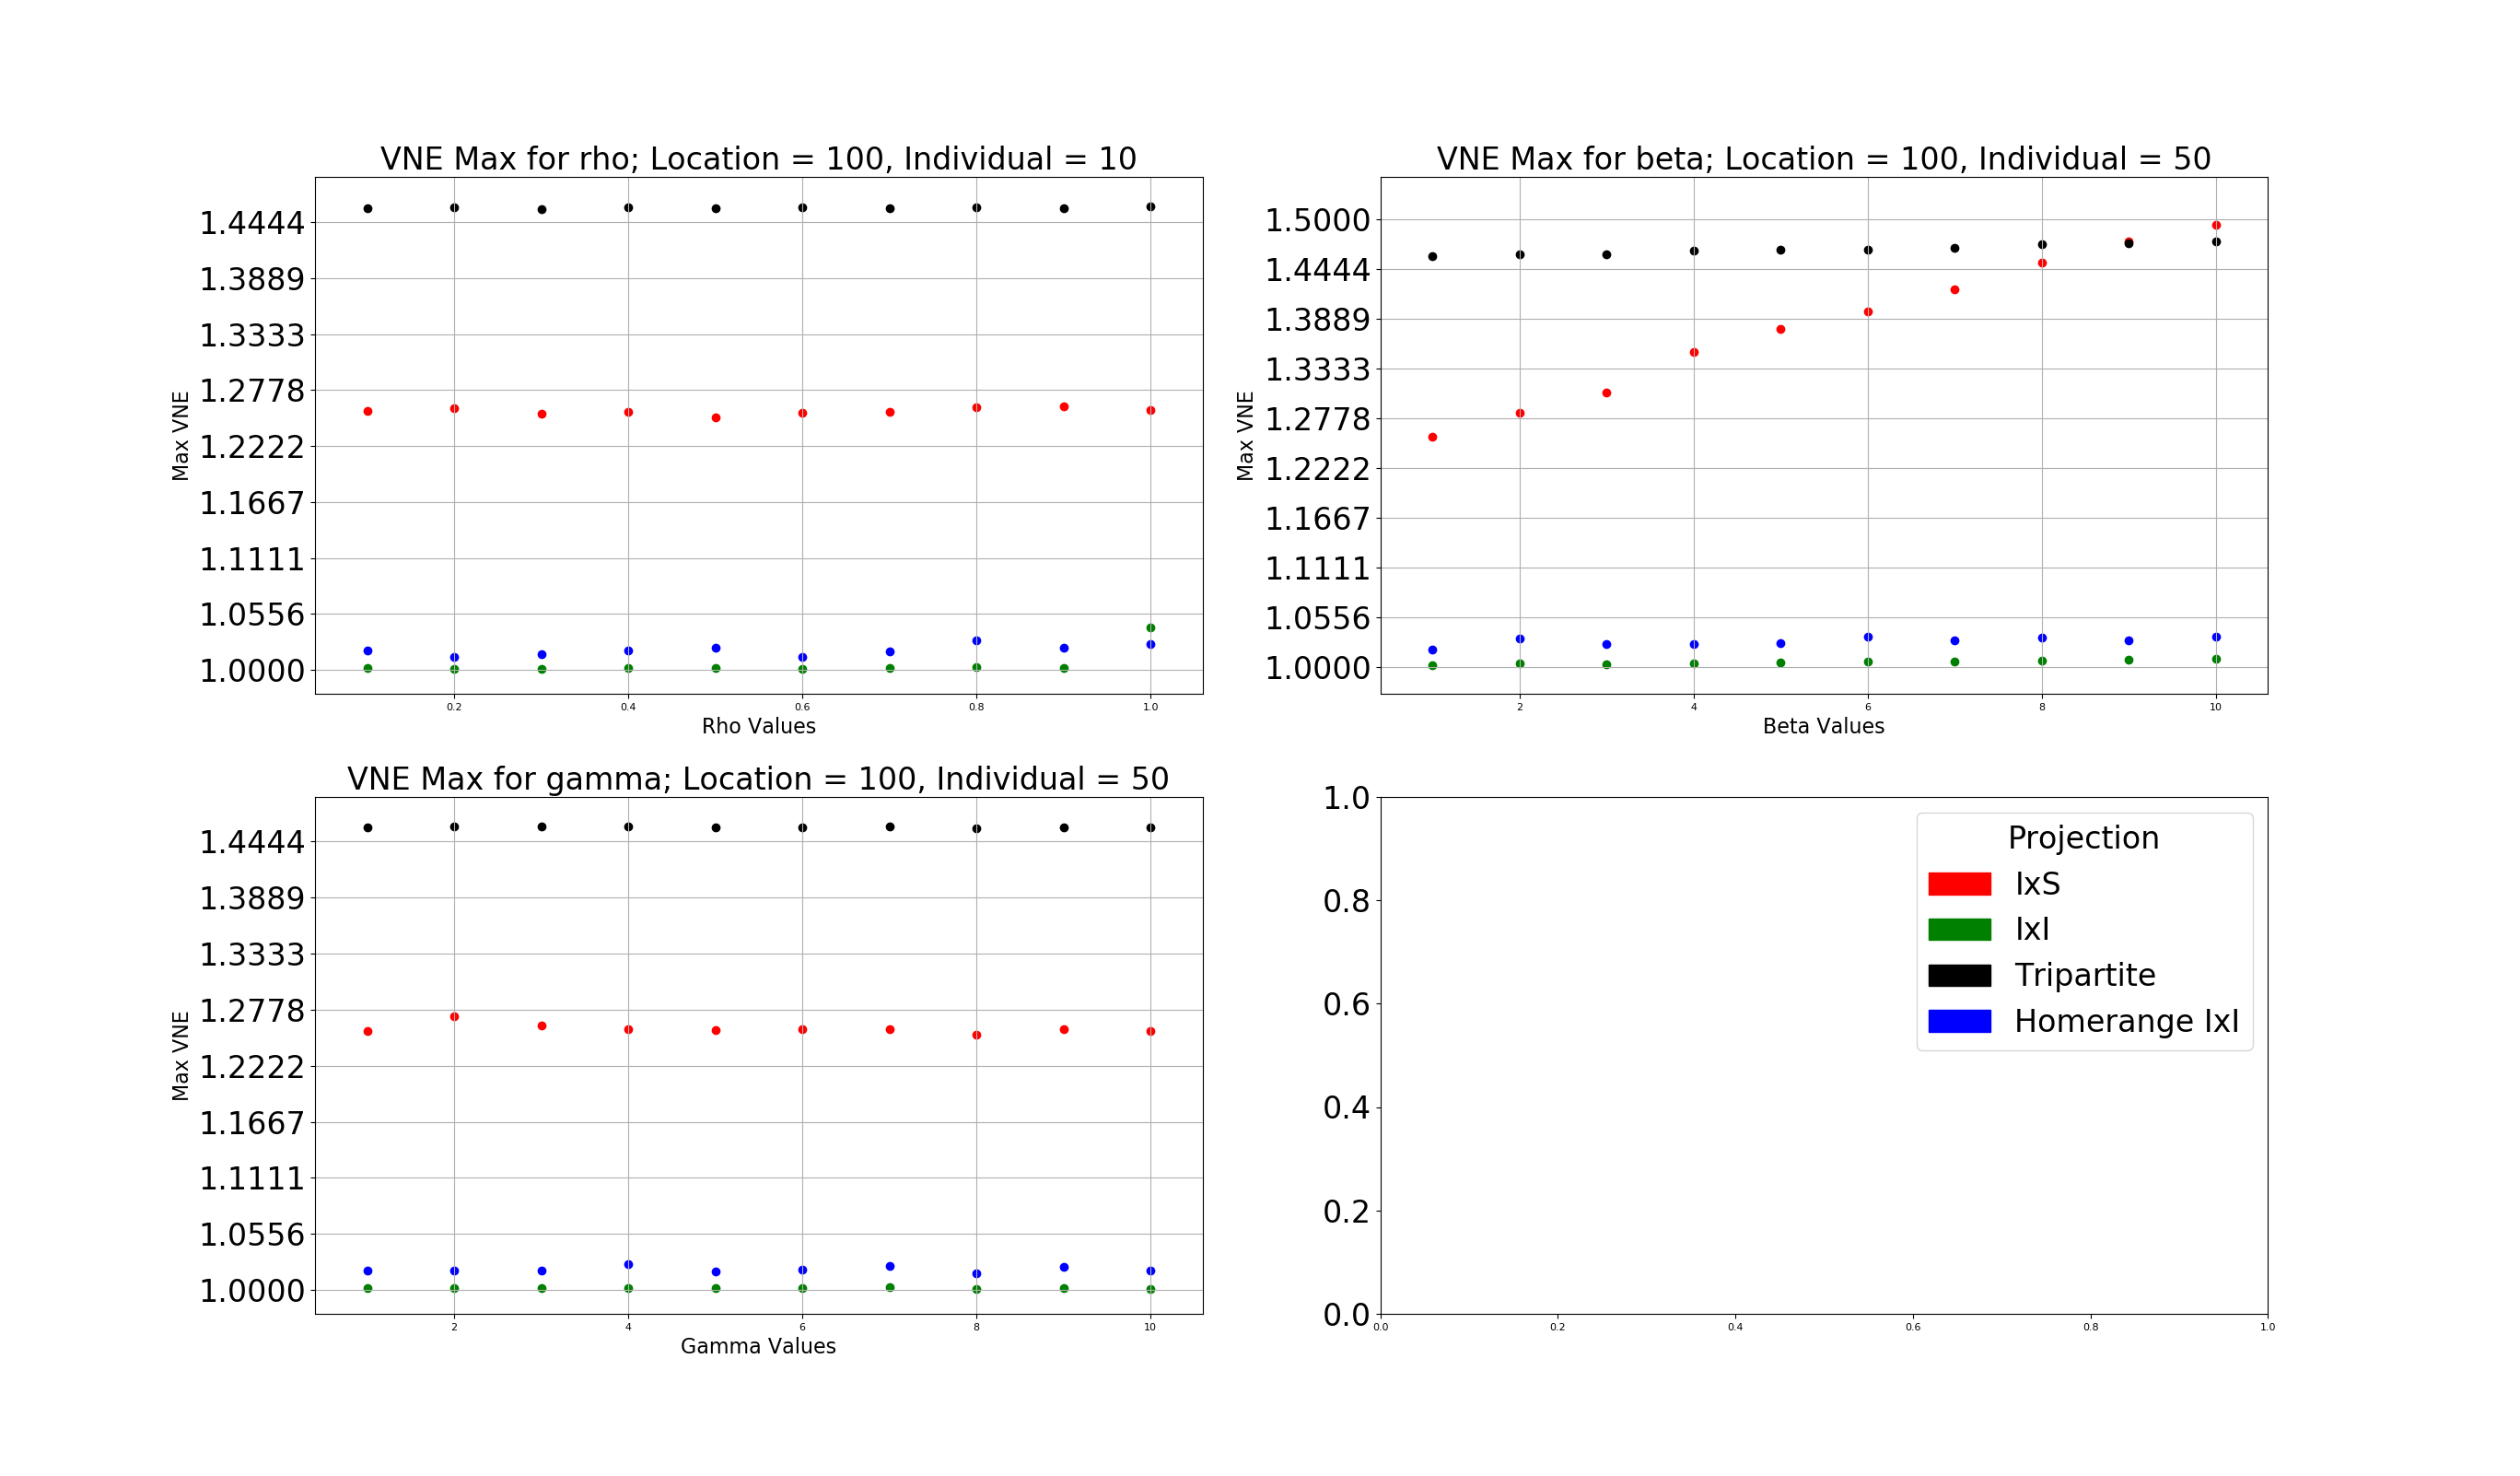 VNE Max for rho; Location = 100, Individual = 10
1.4444
1.3889
1.3333
1.2778
1.2222
1.1667
1.1111
1.0556
1.0000
Max VNE
0.2 0.4 0.6 0.8 1.0
Rho Values
VNE Max for beta; Location = 100, Individual = 50
1.5000
1.4444
1.3889
1.3333
1.2778
1.2222
1.1667
1.1111
1.0556
1.0000
Max VNE
2 4 6 8 10
Beta Values
VNE Max for gamma; Location = 100, Individual = 50
1.4444
1.3889
1.3333
1.2778
1.2222
1.1667
1.1111
1.0556
1.0000
Max VNE
2 4 6 8 10
Gamma Values
1.0
0.8
0.6
0.4
0.2
0.0
0.0 0.2 0.4 0.6 0.8 1.0
Projection
IxS
IxI
Tripartite
Homerange IxI